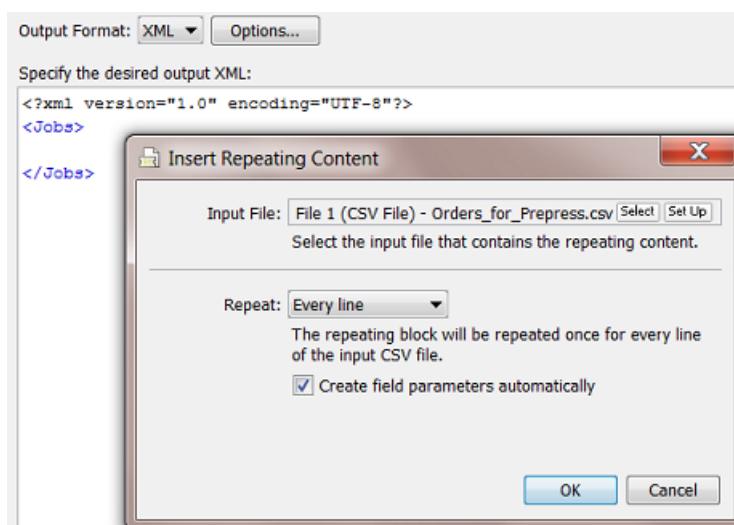 Output Format: XML Options...
Specify the desired output XML:
<?xml version="1.0" encoding="UTF-8"?>
<Jobs>
</Jobs>
Insert Repeating Content
Input File: File 1 (CSV File) - Orders_for_Prepress.csv Select Set Up
Select the input file that contains the repeating content.
Repeat: Every line
The repeating block will be repeated once for every line
of the input CSV file.
Create field parameters automatically
OK Cancel